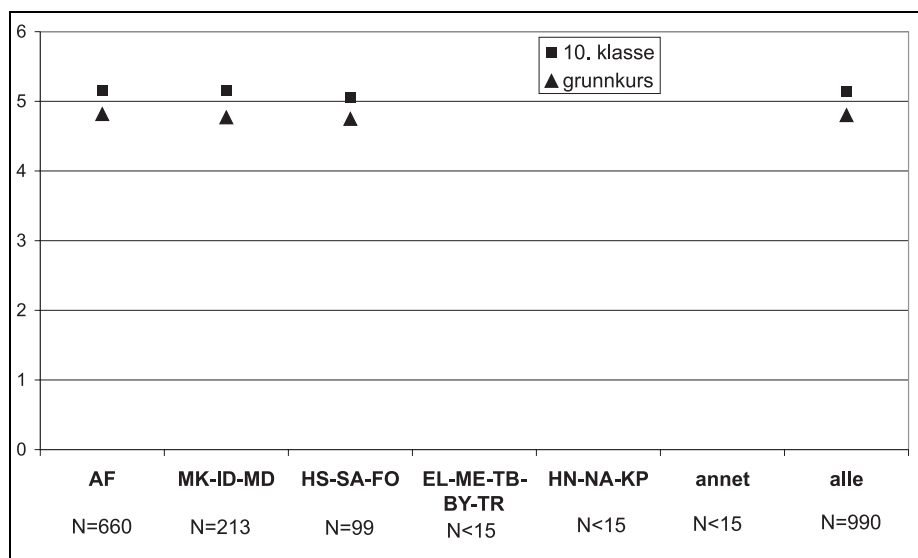 6
5
4
3
2
1
0
10. klasse
grunnkurs
AF
MK-ID-MD
HS-SA-FO
EL-ME-TB-
BY-TR
HN-NA-KP
annet
alle
N=660
N=213
N=99
N<15
N<15
N<15
N=990